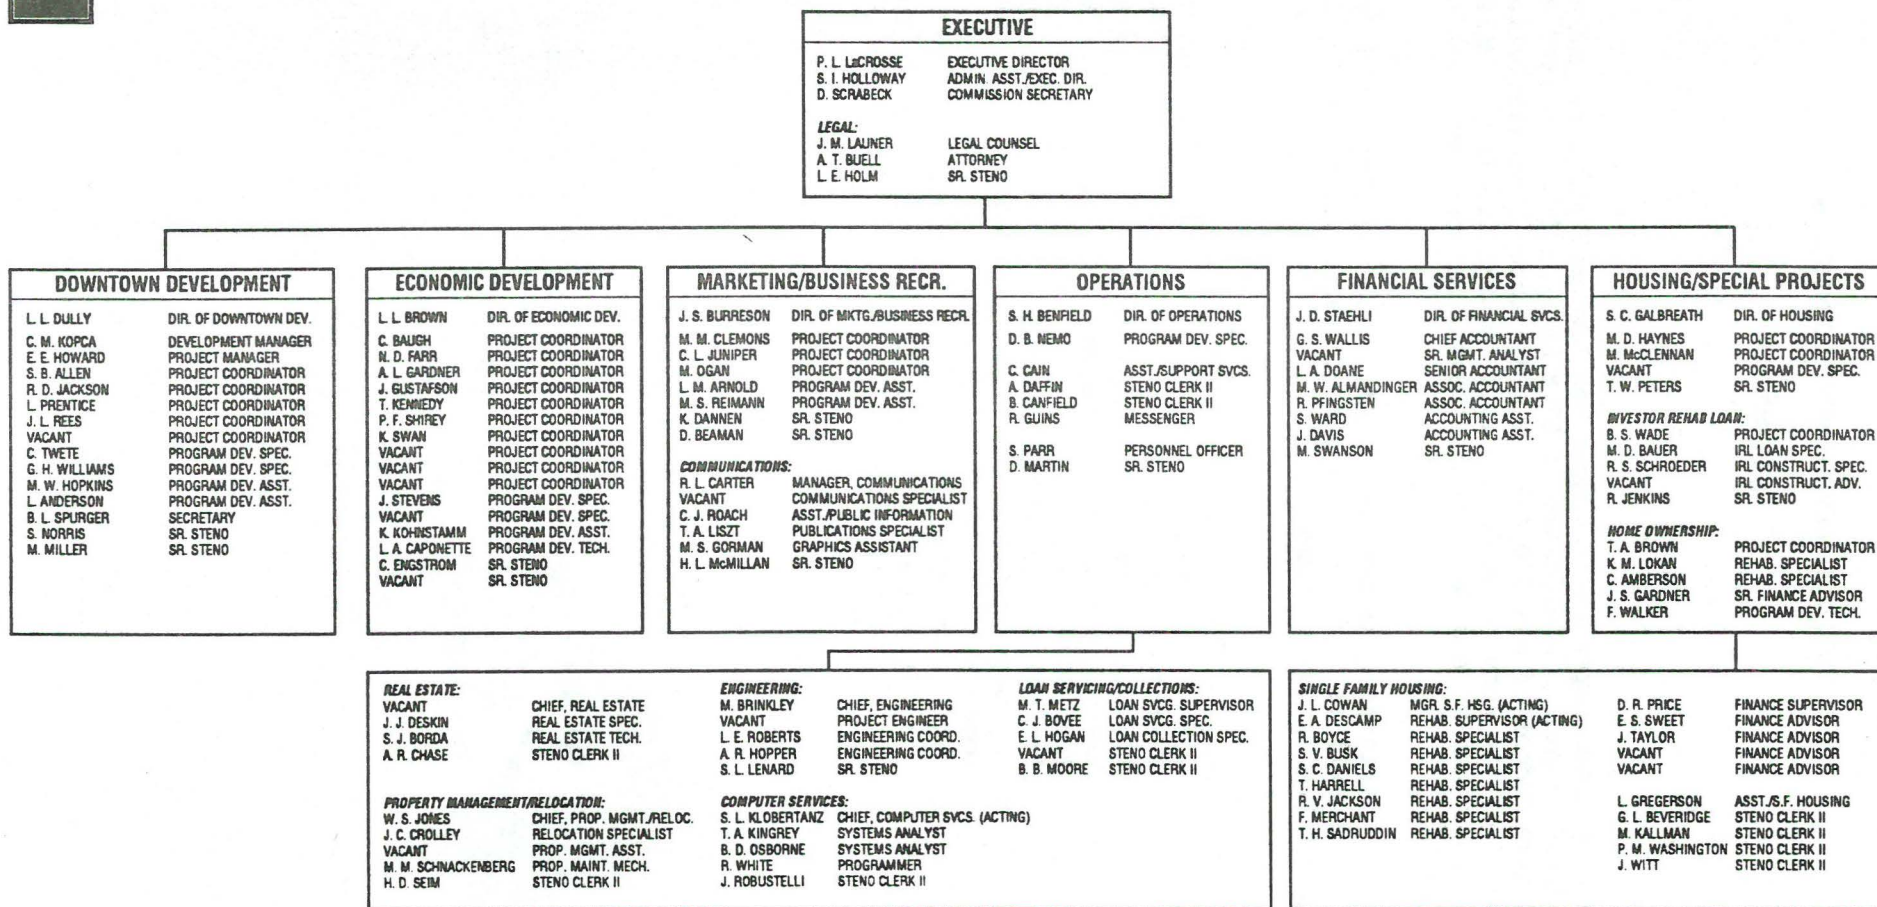 EXECUTIVE
P. L. LaCROSSE EXECUTIVE DIRECTOR
S. I. HOLLOWAY ADMIN. ASST./EXEC. DIR.
D. SCRABECK COMMISSION SECRETARY
LEGAL:
J. M. LAUNER LEGAL COUNSEL
A. T. BUELL ATTORNEY
L. E. HOLM SR. STENO
DOWNTOWN DEVELOPMENT
L. L. DULLY DIR. OF DOWNTOWN DEV.
C. M. KOPCA DEVELOPMENT MANAGER
E. E. HOWARD PROJECT MANAGER
S. B. ALLEN PROJECT COORDINATOR
R. D. JACKSON PROJECT COORDINATOR
L. PRENTICE PROJECT COORDINATOR
J. L. REES PROJECT COORDINATOR
VACANT PROJECT COORDINATOR
C. TWETE PROGRAM DEV. SPEC.
G. H. WILLIAMS PROGRAM DEV. SPEC.
M. W. HOPKINS PROGRAM DEV. ASST.
L. ANDERSON PROGRAM DEV. ASST.
B. L. SPURGER SECRETARY
S. NORRIS SR. STENO
M. MILLER SR. STENO
ECONOMIC DEVELOPMENT
L. L. BROWN DIR. OF ECONOMIC DEV.
C. BAUGH PROJECT COORDINATOR
N. D. FARR PROJECT COORDINATOR
A. L. GARDNER PROJECT COORDINATOR
J. GUSTAFSON PROJECT COORDINATOR
T. KENNEDY PROJECT COORDINATOR
P. F. SHIREY PROJECT COORDINATOR
K. SWAN PROJECT COORDINATOR
VACANT PROJECT COORDINATOR
VACANT PROJECT COORDINATOR
VACANT PROJECT COORDINATOR
J. STEVENS PROGRAM DEV. SPEC.
VACANT PROGRAM DEV. SPEC.
K. KOHNSTAMM PROGRAM DEV. ASST.
L. A. CAPONETTE PROGRAM DEV. TECH.
C. ENGSTROM SR. STENO
VACANT SR. STENO
MARKETING/BUSINESS RECR.
J. S. BURRESON DIR. OF MKTG./BUSINESS RECR.
M. M. CLEMONS PROJECT COORDINATOR
C. L. JUNIPER PROJECT COORDINATOR
M. OGAN PROJECT COORDINATOR
L. M. ARNOLD PROGRAM DEV. ASST.
M. S. REIMANN PROGRAM DEV. ASST.
K. DANNEN SR. STENO
D. BEAMAN SR. STENO
COMMUNICATIONS:
R. L. CARTER MANAGER, COMMUNICATIONS
VACANT COMMUNICATIONS SPECIALIST
C. J. ROACH ASST./PUBLIC INFORMATION
T. A. LISZT PUBLICATIONS SPECIALIST
M. S. GORMAN GRAPHICS ASSISTANT
H. L. McMILLAN SR. STENO
OPERATIONS
S. H. BENFIELD DIR. OF OPERATIONS
D. B. NEMO PROGRAM DEV. SPEC.
C. CAIN ASST./SUPPORT SVCS.
A. DAFFIN STENO CLERK II
B. CANFIELD STENO CLERK II
R. GUINS MESSENGER
S. PARR PERSONNEL OFFICER
D. MARTIN SR. STENO
FINANCIAL SERVICES
J. D. STAEHLI DIR. OF FINANCIAL SVCS.
G. S. WALLIS CHIEF ACCOUNTANT
VACANT SR. MGMT. ANALYST
L. A. DOANE SENIOR ACCOUNTANT
M. W. ALMANDINGER ASSOC. ACCOUNTANT
R. PFINGSTEN ASSOC. ACCOUNTANT
S. WARD ACCOUNTING ASST.
J. DAVIS ACCOUNTING ASST.
M. SWANSON SR. STENO
HOUSING/SPECIAL PROJECTS
S. C. GALBREATH DIR. OF HOUSING
M. D. HAYNES PROJECT COORDINATOR
M. McCLENNAN PROJECT COORDINATOR
VACANT PROGRAM DEV. SPEC.
T. W. PETERS SR. STENO
INVESTOR REHAB LOAN:
B. S. WADE PROJECT COORDINATOR
M. D. BAUER IRL LOAN SPEC.
R. S. SCHROEDER IRL CONSTRUCT. SPEC.
VACANT IRL CONSTRUCT. ADV.
R. JENKINS SR. STENO
HOME OWNERSHIP:
T. A. BROWN PROJECT COORDINATOR
K. M. LOKAN REHAB. SPECIALIST
C. AMBERSON REHAB. SPECIALIST
J. S. GARDNER SR. FINANCE ADVISOR
F. WALKER PROGRAM DEV. TECH.
REAL ESTATE:
VACANT CHIEF, REAL ESTATE
J. J. DESKIN REAL ESTATE SPEC.
S. J. BORDA REAL ESTATE TECH.
A. R. CHASE STENO CLERK II
PROPERTY MANAGEMENT/RELOCATION:
W. S. JONES CHIEF, PROP. MGMT./RELOC.
J. C. CROLLEY RELOCATION SPECIALIST
VACANT PROP. MGMT. ASST.
M. M. SCHNACKENBERG PROP. MAINT. MECH.
H. D. SEIM STENO CLERK II
ENGINEERING:
M. BRINKLEY CHIEF, ENGINEERING
VACANT PROJECT ENGINEER
L. E. ROBERTS ENGINEERING COORD.
A. R. HOPPER ENGINEERING COORD.
S. L. LENARD SR. STENO
COMPUTER SERVICES:
S. L. KLOBERTANZ CHIEF, COMPUTER SVCS. (ACTING)
T. A. KINGREY SYSTEMS ANALYST
B. D. OSBORNE SYSTEMS ANALYST
R. WHITE PROGRAMMER
J. ROBUSTELLI STENO CLERK II
LOAN SERVICING/COLLECTIONS:
M. T. METZ LOAN SVCG. SUPERVISOR
C. J. BOVEE LOAN SVCG. SPEC.
E. L. HOGAN LOAN COLLECTION SPEC.
VACANT STENO CLERK II
B. B. MOORE STENO CLERK II
SINGLE FAMILY HOUSING:
J. L. COWAN MGR. S.F. HSG. (ACTING)
E. A. DESCAMP REHAB. SUPERVISOR (ACTING)
R. BOYCE REHAB. SPECIALIST
S. V. BUSK REHAB. SPECIALIST
S. C. DANIELS REHAB. SPECIALIST
T. HARRELL REHAB. SPECIALIST
R. V. JACKSON REHAB. SPECIALIST
F. MERCHANT REHAB. SPECIALIST
T. H. SADRUDDIN REHAB. SPECIALIST
D. R. PRICE FINANCE SUPERVISOR
E. S. SWEET FINANCE ADVISOR
J. TAYLOR FINANCE ADVISOR
VACANT FINANCE ADVISOR
VACANT FINANCE ADVISOR
L. GREGERSON ASST./S.F. HOUSING
G. L. BEVERIDGE STENO CLERK II
M. KALLMAN STENO CLERK II
P. M. WASHINGTON STENO CLERK II
J. WITT STENO CLERK II